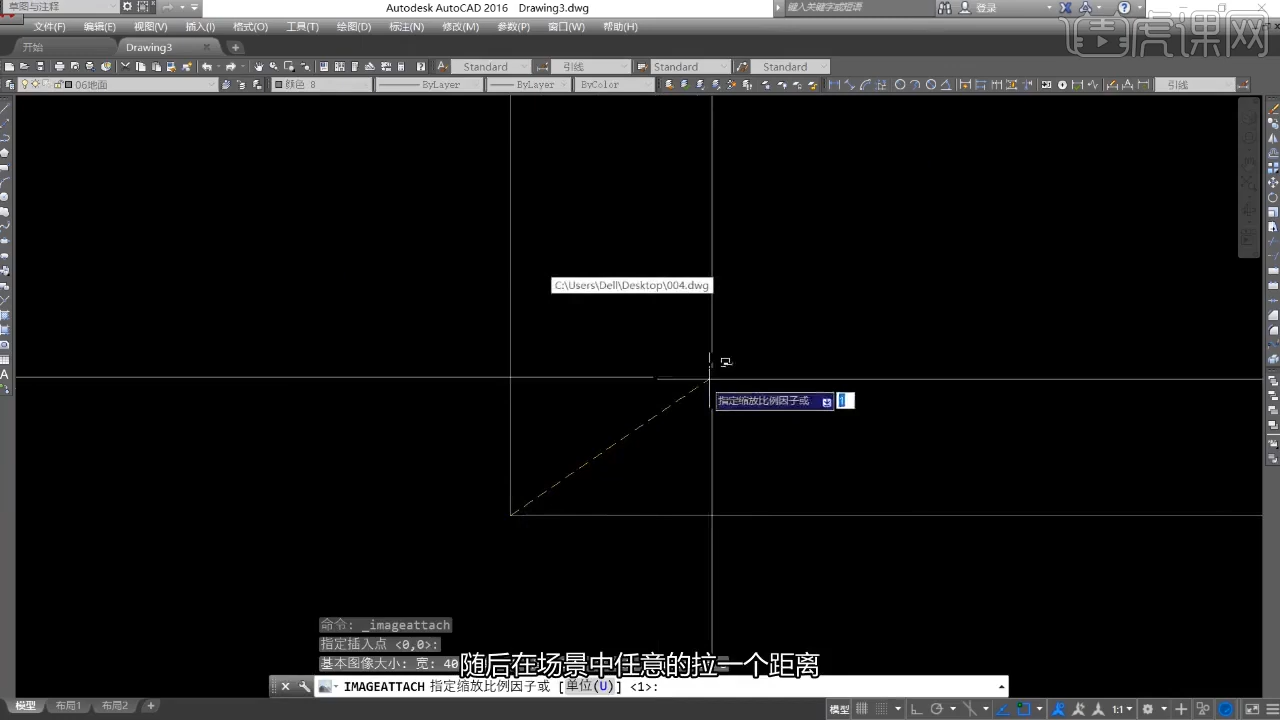 草图与注释
Autodesk AutoCAD 2016 Drawing3.dwg
键入关键字或短语
登录
虎课网
文件(F) 编辑(E) 视图(V) 插入(I) 格式(O) 工具(T) 绘图(D) 标注(N) 修改(M) 参数(P) 窗口(W) 帮助(H)
开始 Drawing3
Standard 引线 Standard Standard
06地面 颜色 8 ByLayer ByLayer ByColor 引线
C:\Users\Dell\Desktop\004.dwg
指定缩放比例因子或 1
命令: _imageattach
指定插入点 <0,0>:
基本图像大小: 宽: 40
随后在场景中任意的拉一个距离
IMAGEATTACH 指定缩放比例因子或 [单位(U)] <1>:
模型 布局1 布局2 模型 1:1